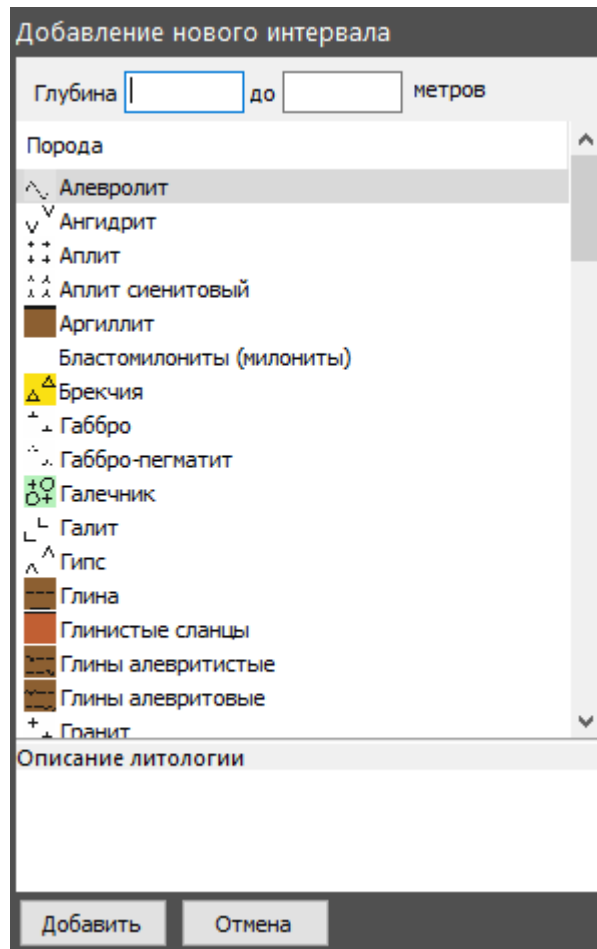 Добавление нового интервала
Глубина до метров
Порода
Алевролит
Ангидрит
Аплит
Аплит сиенитовый
Аргиллит
Бластомилониты (милониты)
Брекчия
Габбро
Габбро-пегматит
Галечник
Галит
Гипс
Глина
Глинистые сланцы
Глины алевритистые
Глины алевритовые
Гранит
Описание литологии
Добавить Отмена